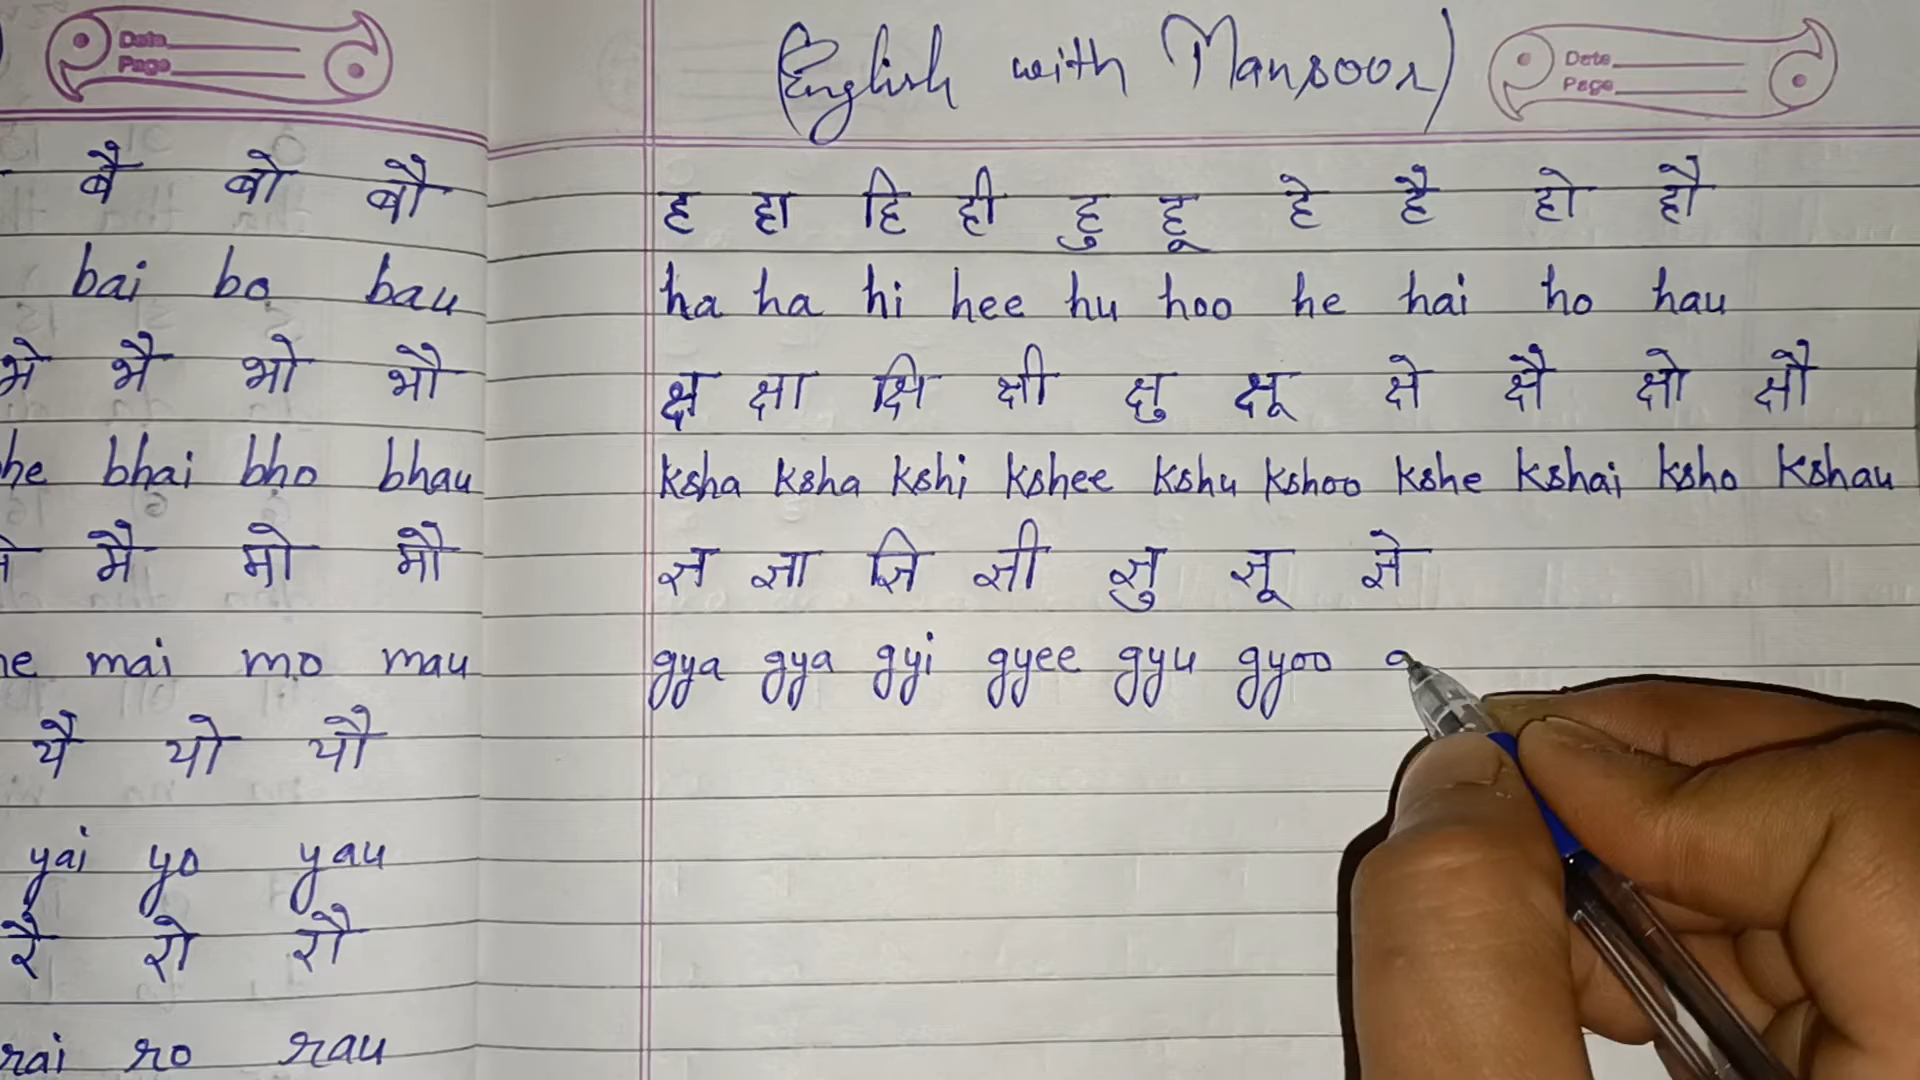 Date
Page
बै बो बौ
bai bo bau
भे भै भो भौ
bhai bho bhau
मै मो मौ
mai mo mau
यै यो यौ
yai yo yau
रै रो रौ
rai ro rau
(English with Mansoor)
Date
Page
ह हा हि ही हु हू हे है हो हौ
ha ha hi hee hu hoo he hai ho hau
क्ष क्षा क्षि क्षी क्षु क्षू क्षे क्षै क्षो क्षौ
ksha ksha kshi kshee kshu kshoo kshe kshai ksho kshau
ज्ञ ज्ञा ज्ञि ज्ञी ज्ञु ज्ञू ज्ञे
gya gya gyi gyee gyu gyoo